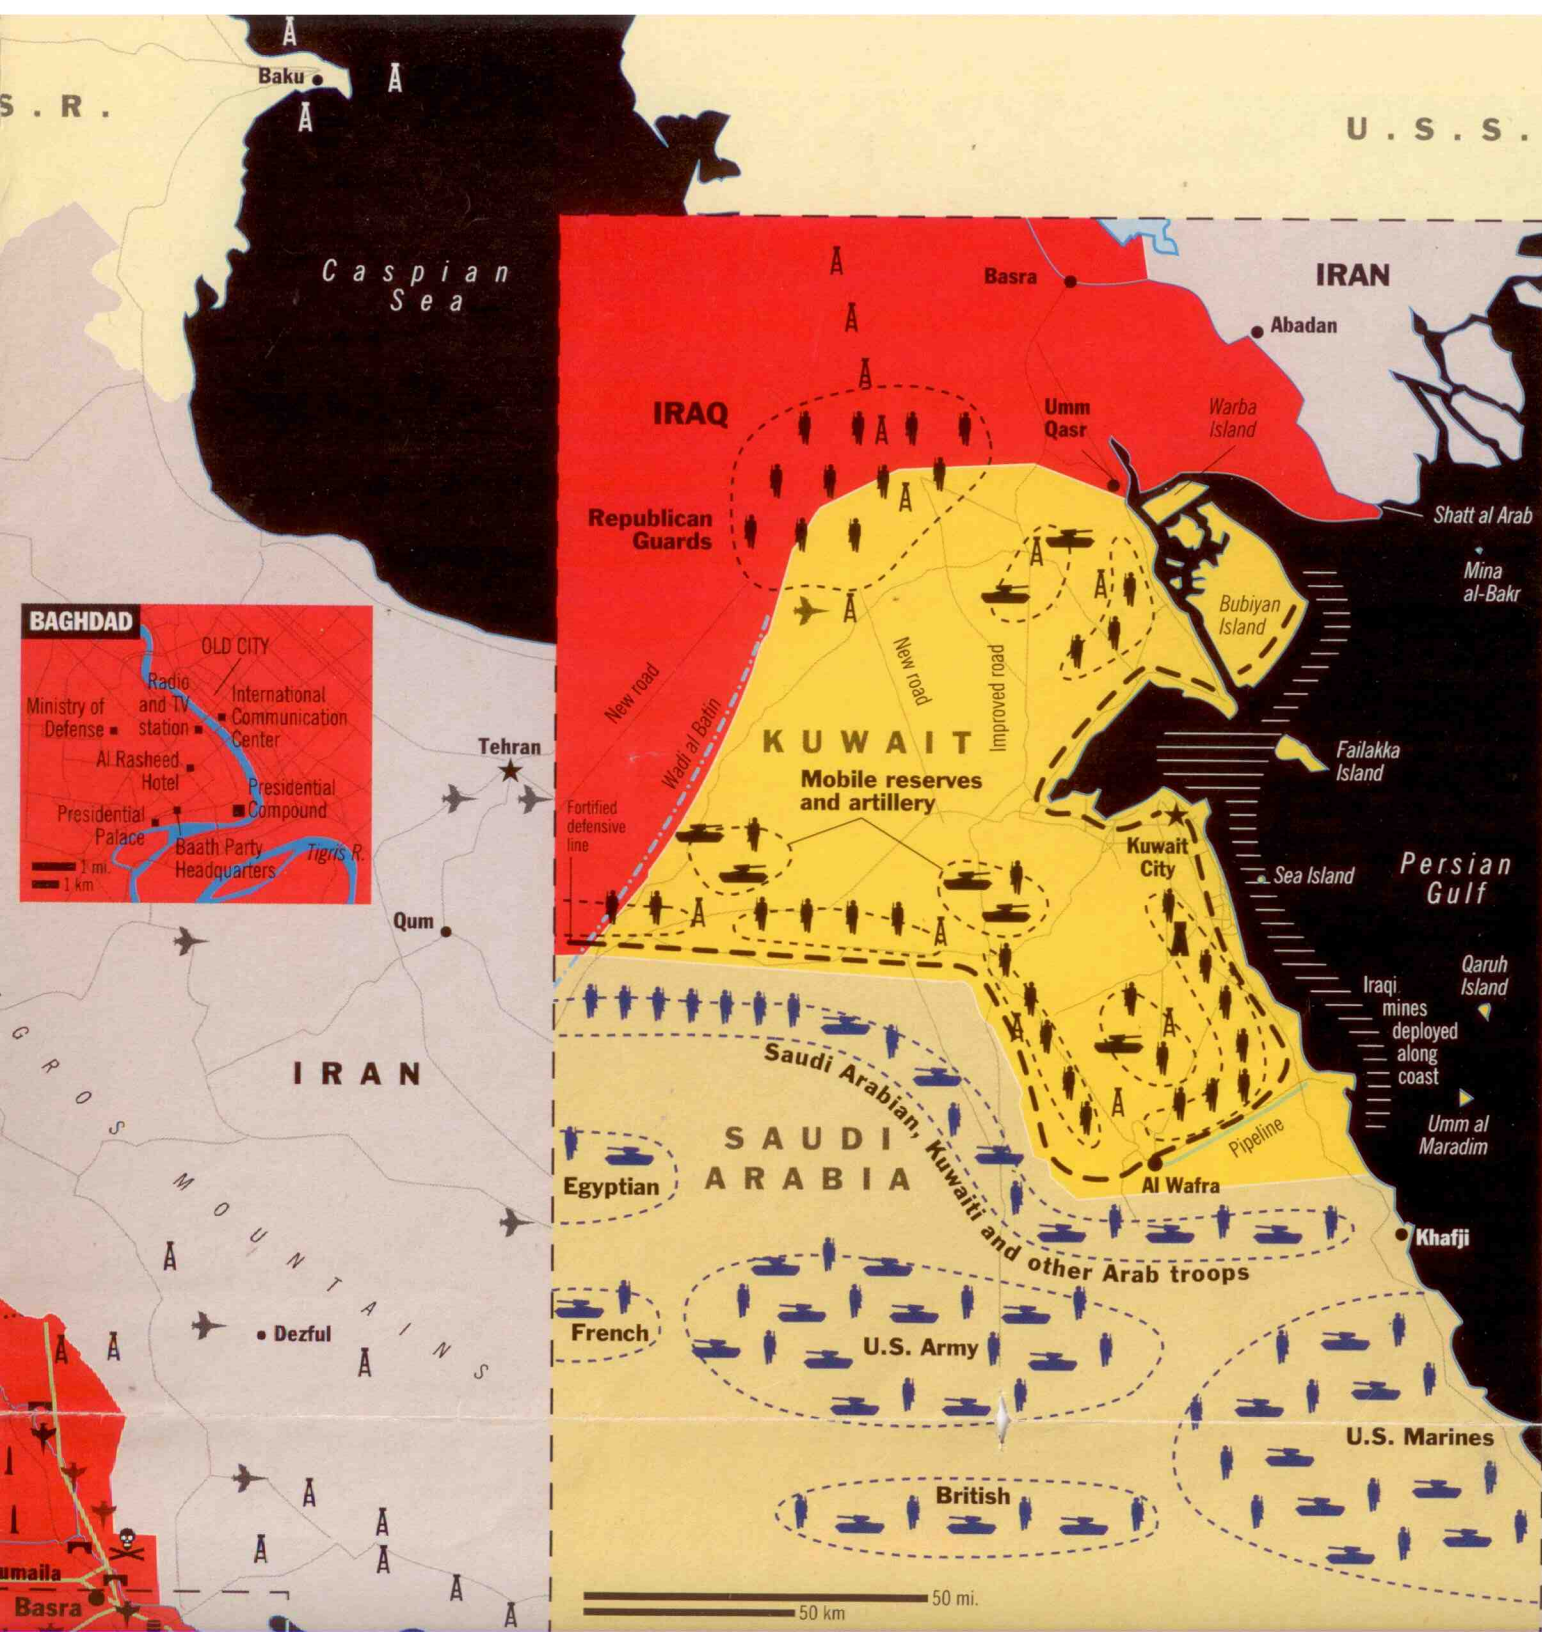 Baku
S . R .
U . S . S .
Caspian
Sea
Basra
IRAN
Abadan
IRAQ
Umm
Qasr
Warba
Island
Republican
Guards
Shatt al Arab
Mina
al-Bakr
Bubiyan
Island
BAGHDAD
OLD CITY
Radio
and TV
station
International
Communication
Center
Ministry of
Defense
Al Rasheed
Hotel
Presidential
Compound
Presidential
Palace
Baath Party
Headquarters
Tigris R.
1 mi.
1 km
Tehran
New road
Wadi al Batin
New road
Improved road
KUWAIT
Mobile reserves
and artillery
Failakka
Island
Fortified
defensive
line
Kuwait
City
Sea Island
Persian
Gulf
Qum
Qaruh
Island
Iraqi
mines
deployed
along
coast
Umm al
Maradim
GROS MOUNTAINS
IRAN
Saudi Arabian, Kuwaiti and other Arab troops
SAUDI
ARABIA
Egyptian
Pipeline
Al Wafra
Khafji
French
U.S. Army
Dezful
U.S. Marines
British
umaila
Basra
50 mi.
50 km